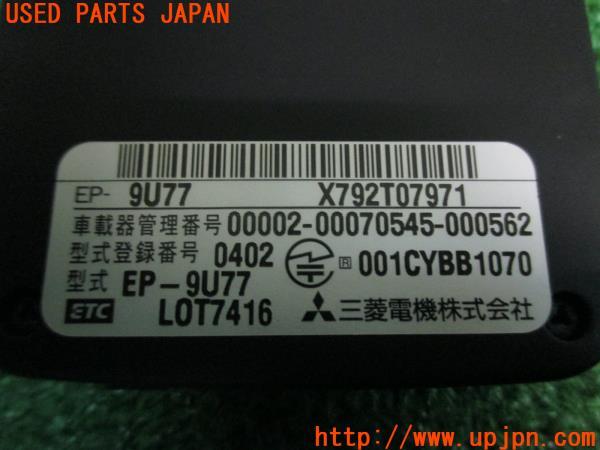 USED PARTS JAPAN
EP- 9U77 X792T07971
車載器管理番号 00002-00070545-000562
型式登録番号 0402 R 001CYBB1070
型式 EP-9U77
ETC LOT7416 三菱電機株式会社
http://www.upjpn.com/